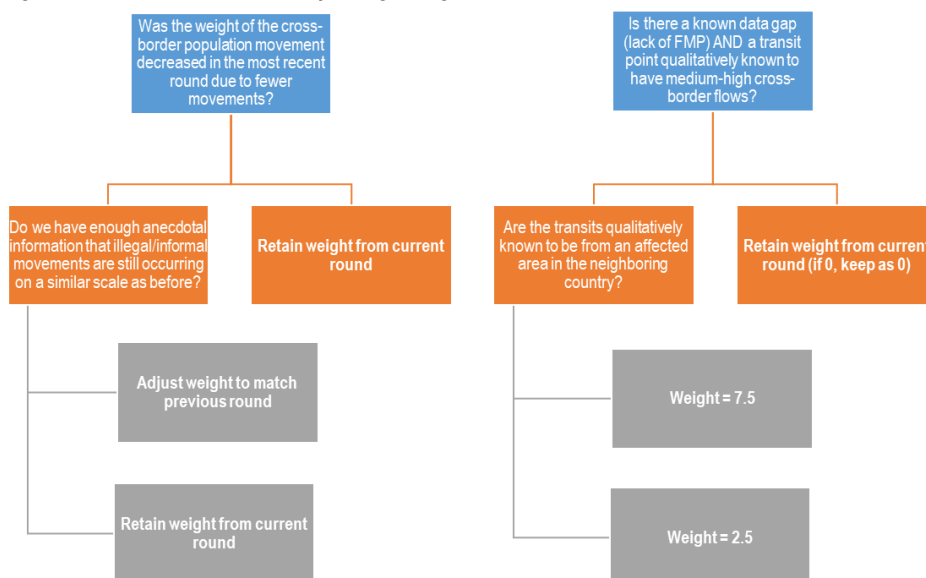 Was the weight of the cross-
border population movement
decreased in the most recent
round due to fewer
movements?
Is there a known data gap
(lack of FMP) AND a transit
point qualitatively known to
have medium-high cross-
border flows?
Do we have enough anecdotal
information that illegal/informal
movements are still occurring
on a similar scale as before?
Retain weight from current
round
Are the transits qualitatively
known to be from an affected
area in the neighboring
country?
Retain weight from current
round (if 0, keep as 0)
Adjust weight to match
previous round
Weight = 7.5
Retain weight from current
round
Weight = 2.5